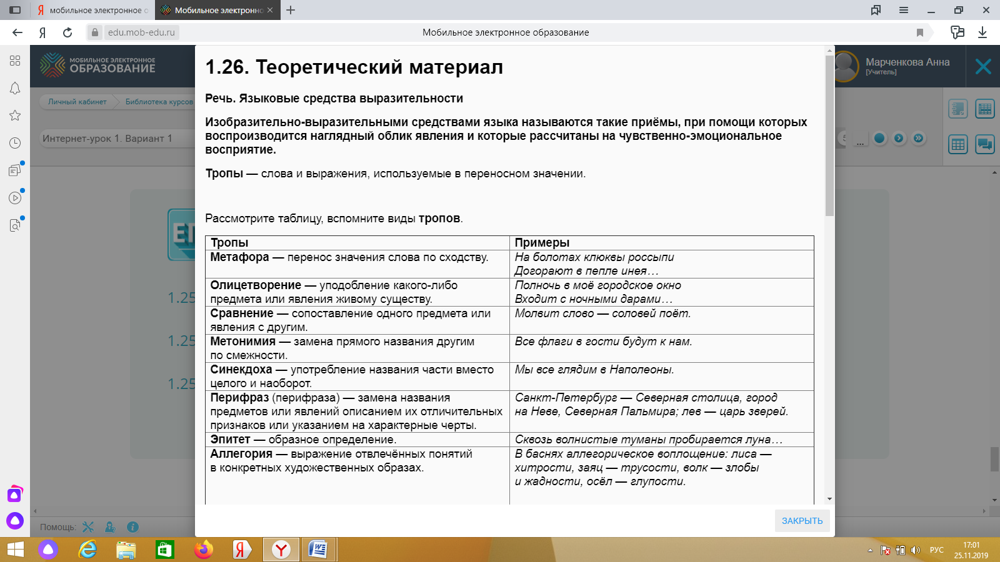 мобильное электронное о
Мобильное электронно
edu.mob-edu.ru
Мобильное электронное образование
МОБИЛЬНОЕ ЭЛЕКТРОННОЕ
ОБРАЗОВАНИЕ
Марченкова Анна
[Учитель]
Личный кабинет
Библиотека курсов
Интернет-урок 1. Вариант 1
5
...
ЕГ
1.25
1.25
1.25
1.26. Теоретический материал
Речь. Языковые средства выразительности
Изобразительно-выразительными средствами языка называются такие приёмы, при помощи которых
воспроизводится наглядный облик явления и которые рассчитаны на чувственно-эмоциональное
восприятие.
Тропы — слова и выражения, используемые в переносном значении.
Рассмотрите таблицу, вспомните виды тропов.
Тропы
Примеры
Метафора — перенос значения слова по сходству.
На болотах клюквы россыпи
Догорают в пепле инея…
Олицетворение — уподобление какого-либо
предмета или явления живому существу.
Полночь в моё городское окно
Входит с ночными дарами…
Сравнение — сопоставление одного предмета или
явления с другим.
Молвит слово — соловей поёт.
Метонимия — замена прямого названия другим
по смежности.
Все флаги в гости будут к нам.
Синекдоха — употребление названия части вместо
целого и наоборот.
Мы все глядим в Наполеоны.
Перифраз (перифраза) — замена названия
предметов или явлений описанием их отличительных
признаков или указанием на характерные черты.
Санкт-Петербург — Северная столица, город
на Неве, Северная Пальмира; лев — царь зверей.
Эпитет — образное определение.
Сквозь волнистые туманы пробирается луна…
Аллегория — выражение отвлечённых понятий
в конкретных художественных образах.
В баснях аллегорическое воплощение: лиса —
хитрости, заяц — трусости, волк — злобы
и жадности, осёл — глупости.
ЗАКРЫТЬ
Помощь:
РУС
17:01
25.11.2019